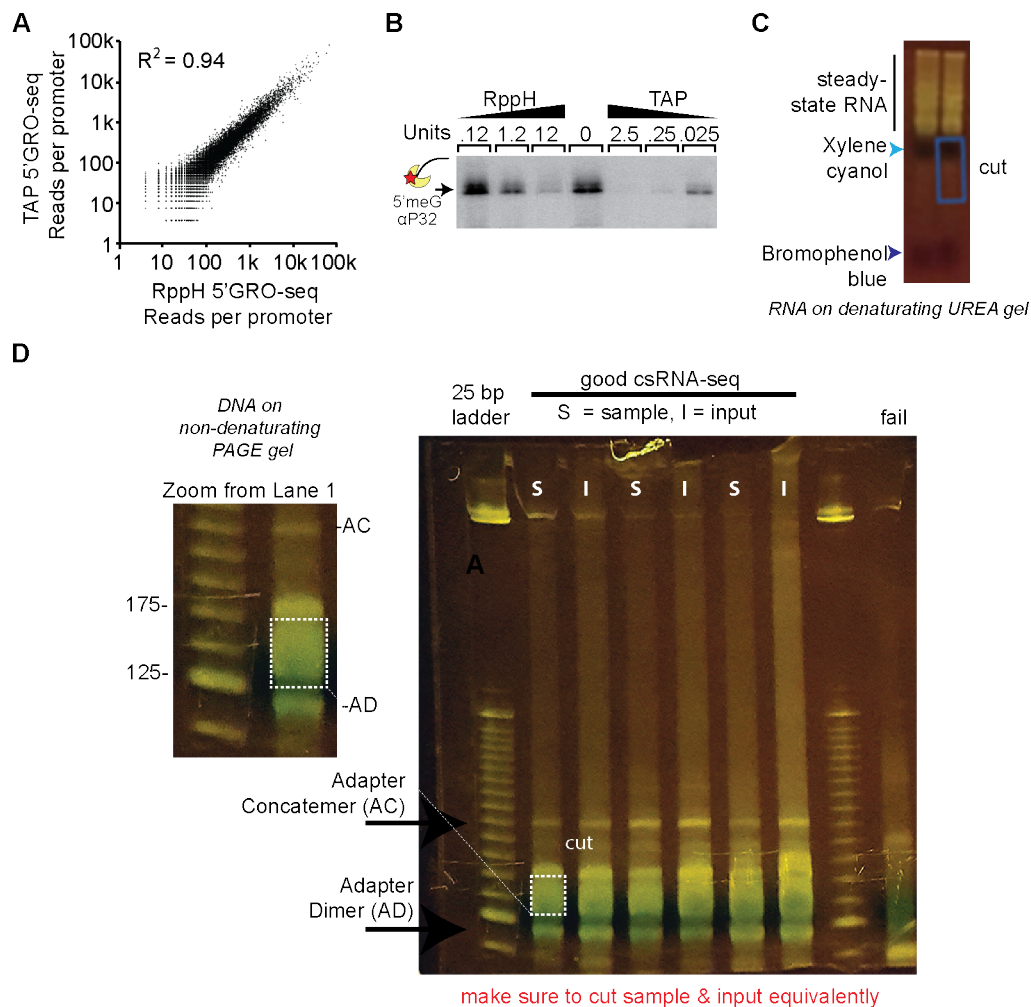 A
100k
10k
1k
100
10
1
R2 = 0.94
TAP 5'GRO-seq
Reads per promoter
1 10 100 1k 10k 100k
RppH 5'GRO-seq
Reads per promoter
B
RppH TAP
Units .12 1.2 12 0 2.5 .25 .025
5'meG
αP32
C
steady-
state RNA
Xylene
cyanol
cut
Bromophenol
blue
RNA on denaturating UREA gel
D
DNA on
non-denaturating
PAGE gel
Zoom from Lane 1
-AC
175-
125-
-AD
25 bp
ladder
good csRNA-seq
S = sample, I = input
fail
S I S I S I
A
Adapter
Concatemer (AC)
cut
Adapter
Dimer (AD)
make sure to cut sample & input equivalently